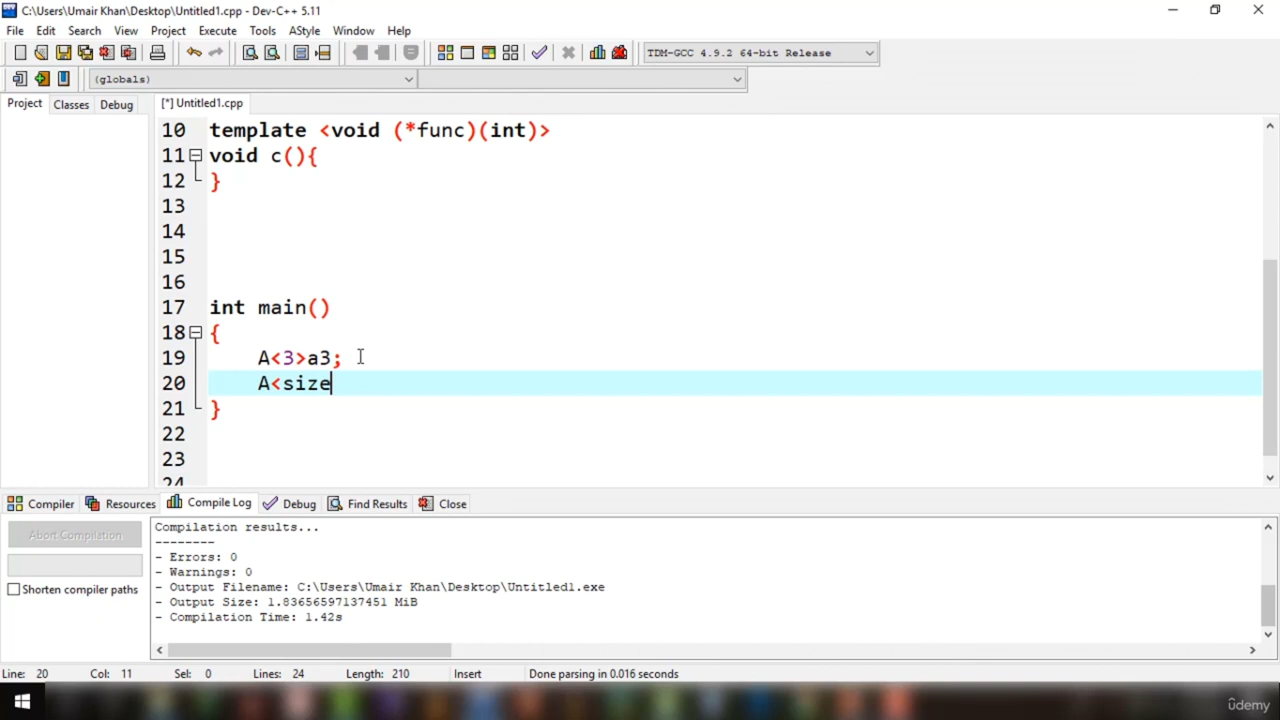 C:\Users\Umair Khan\Desktop\Untitled1.cpp - Dev-C++ 5.11
File Edit Search View Project Execute Tools AStyle Window Help
TDM-GCC 4.9.2 64-bit Release
(globals)
Project Classes Debug [*] Untitled1.cpp
10 template <void (*func)(int)>
11 void c(){
12 }
13
14
15
16
17 int main()
18 {
19 A<3>a3;
20 A<size
21 }
22
23
24
Compiler Resources Compile Log Debug Find Results Close
Abort Compilation
Shorten compiler paths
Compilation results...
--------
- Errors: 0
- Warnings: 0
- Output Filename: C:\Users\Umair Khan\Desktop\Untitled1.exe
- Output Size: 1.83656597137451 MiB
- Compilation Time: 1.42s
Line: 20 Col: 11 Sel: 0 Lines: 24 Length: 210 Insert Done parsing in 0.016 seconds
ûdemy